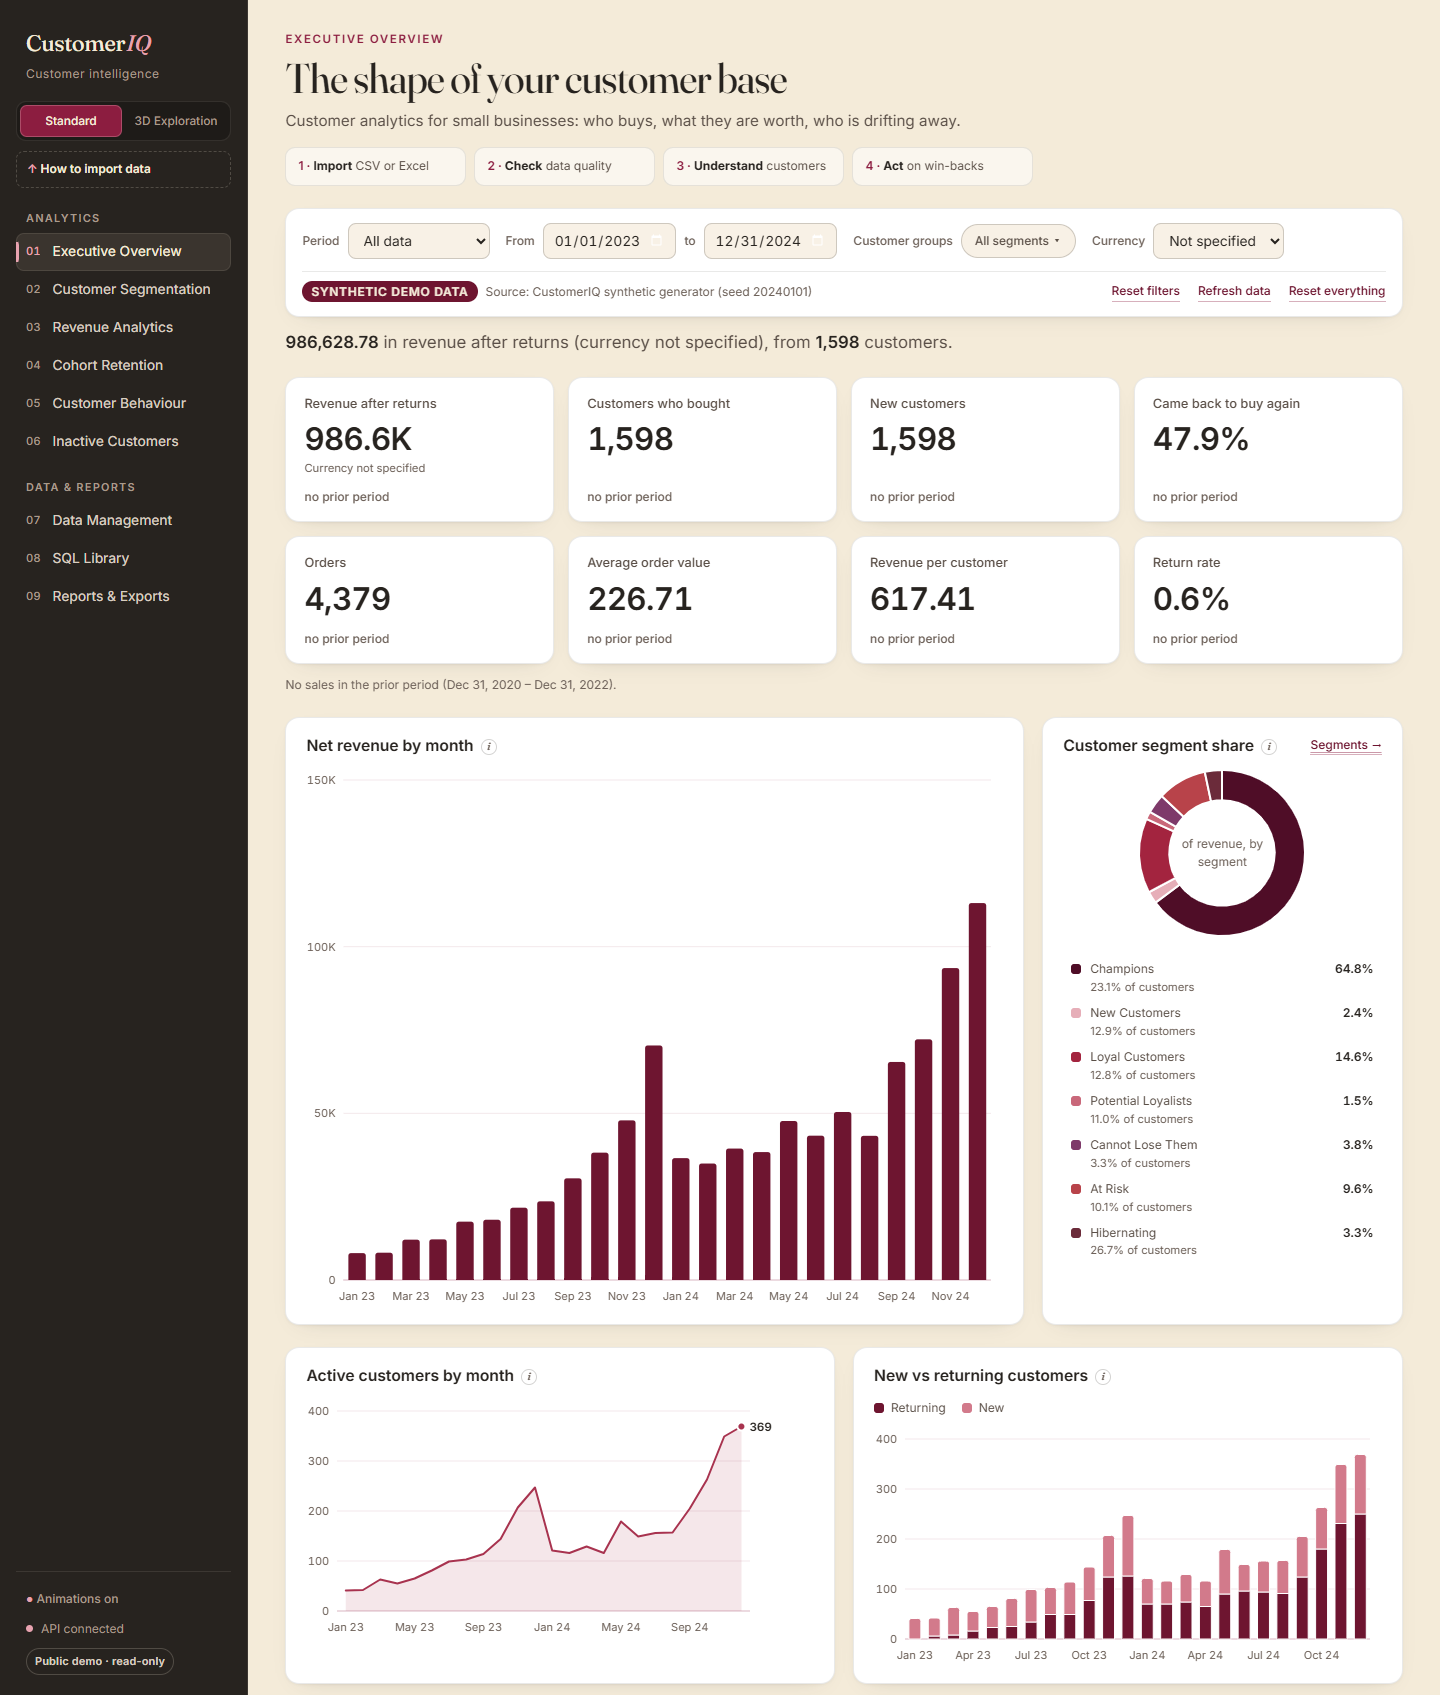 CustomerIQ
Customer intelligence
Standard
3D Exploration
↑ How to import data
ANALYTICS
01 Executive Overview
02 Customer Segmentation
03 Revenue Analytics
04 Cohort Retention
05 Customer Behaviour
06 Inactive Customers
DATA & REPORTS
07 Data Management
08 SQL Library
09 Reports & Exports
Animations on
API connected
Public demo · read-only
EXECUTIVE OVERVIEW
The shape of your customer base
Customer analytics for small businesses: who buys, what they are worth, who is drifting away.
1 · Import CSV or Excel
2 · Check data quality
3 · Understand customers
4 · Act on win-backs
Period All data From 01/01/2023 to 12/31/2024 Customer groups All segments Currency Not specified
SYNTHETIC DEMO DATA Source: CustomerIQ synthetic generator (seed 20240101) Reset filters Refresh data Reset everything
986,628.78 in revenue after returns (currency not specified), from 1,598 customers.
Revenue after returns
986.6K
Currency not specified
no prior period
Customers who bought
1,598
no prior period
New customers
1,598
no prior period
Came back to buy again
47.9%
no prior period
Orders
4,379
no prior period
Average order value
226.71
no prior period
Revenue per customer
617.41
no prior period
Return rate
0.6%
no prior period
No sales in the prior period (Dec 31, 2020 – Dec 31, 2022).
Net revenue by month i
150K
100K
50K
0
Jan 23 Mar 23 May 23 Jul 23 Sep 23 Nov 23 Jan 24 Mar 24 May 24 Jul 24 Sep 24 Nov 24
Customer segment share i Segments →
of revenue, by
segment
Champions 64.8%
23.1% of customers
New Customers 2.4%
12.9% of customers
Loyal Customers 14.6%
12.8% of customers
Potential Loyalists 1.5%
11.0% of customers
Cannot Lose Them 3.8%
3.3% of customers
At Risk 9.6%
10.1% of customers
Hibernating 3.3%
26.7% of customers
Active customers by month i
400
300
200
100
0
369
Jan 23 May 23 Sep 23 Jan 24 May 24 Sep 24
New vs returning customers i
Returning New
400
300
200
100
0
Jan 23 Apr 23 Jul 23 Oct 23 Jan 24 Apr 24 Jul 24 Oct 24